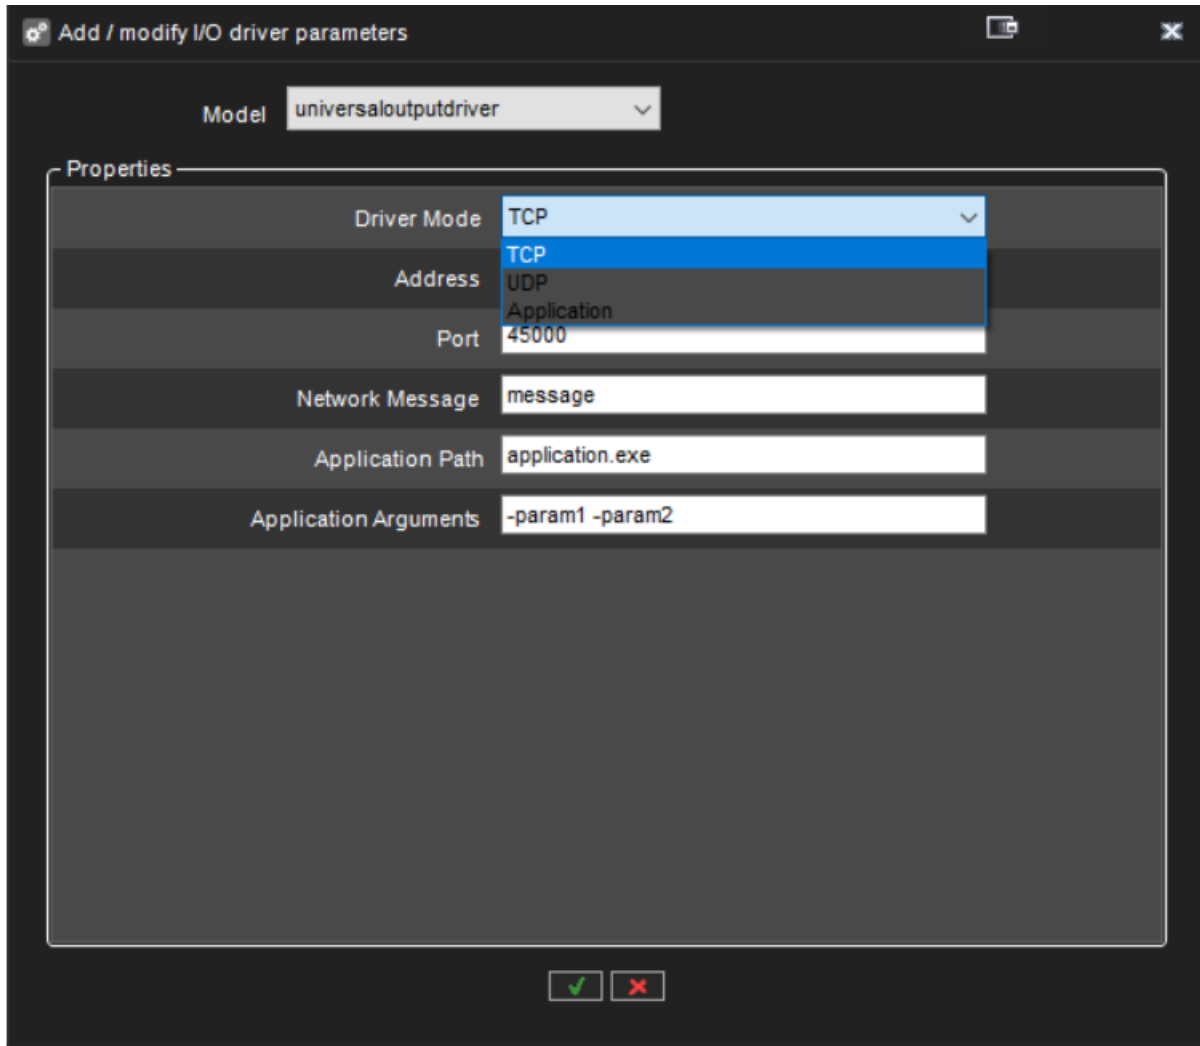 Add / modify I/O driver parameters
Model universaloutputdriver
Properties
Driver Mode TCP
TCP
Address
UDP
Application
Port 45000
Network Message message
Application Path application.exe
Application Arguments -param1 -param2